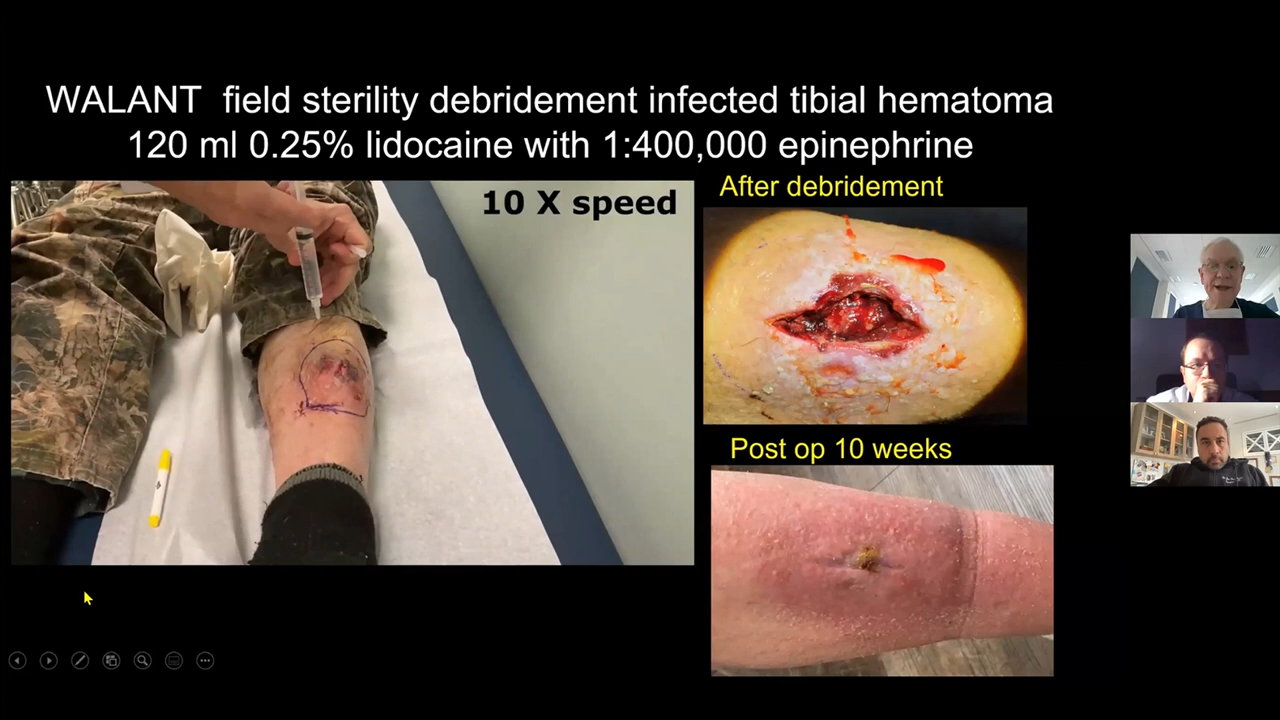 WALANT field sterility debridement infected tibial hematoma
120 ml 0.25% lidocaine with 1:400,000 epinephrine
10 X speed
After debridement
Post op 10 weeks